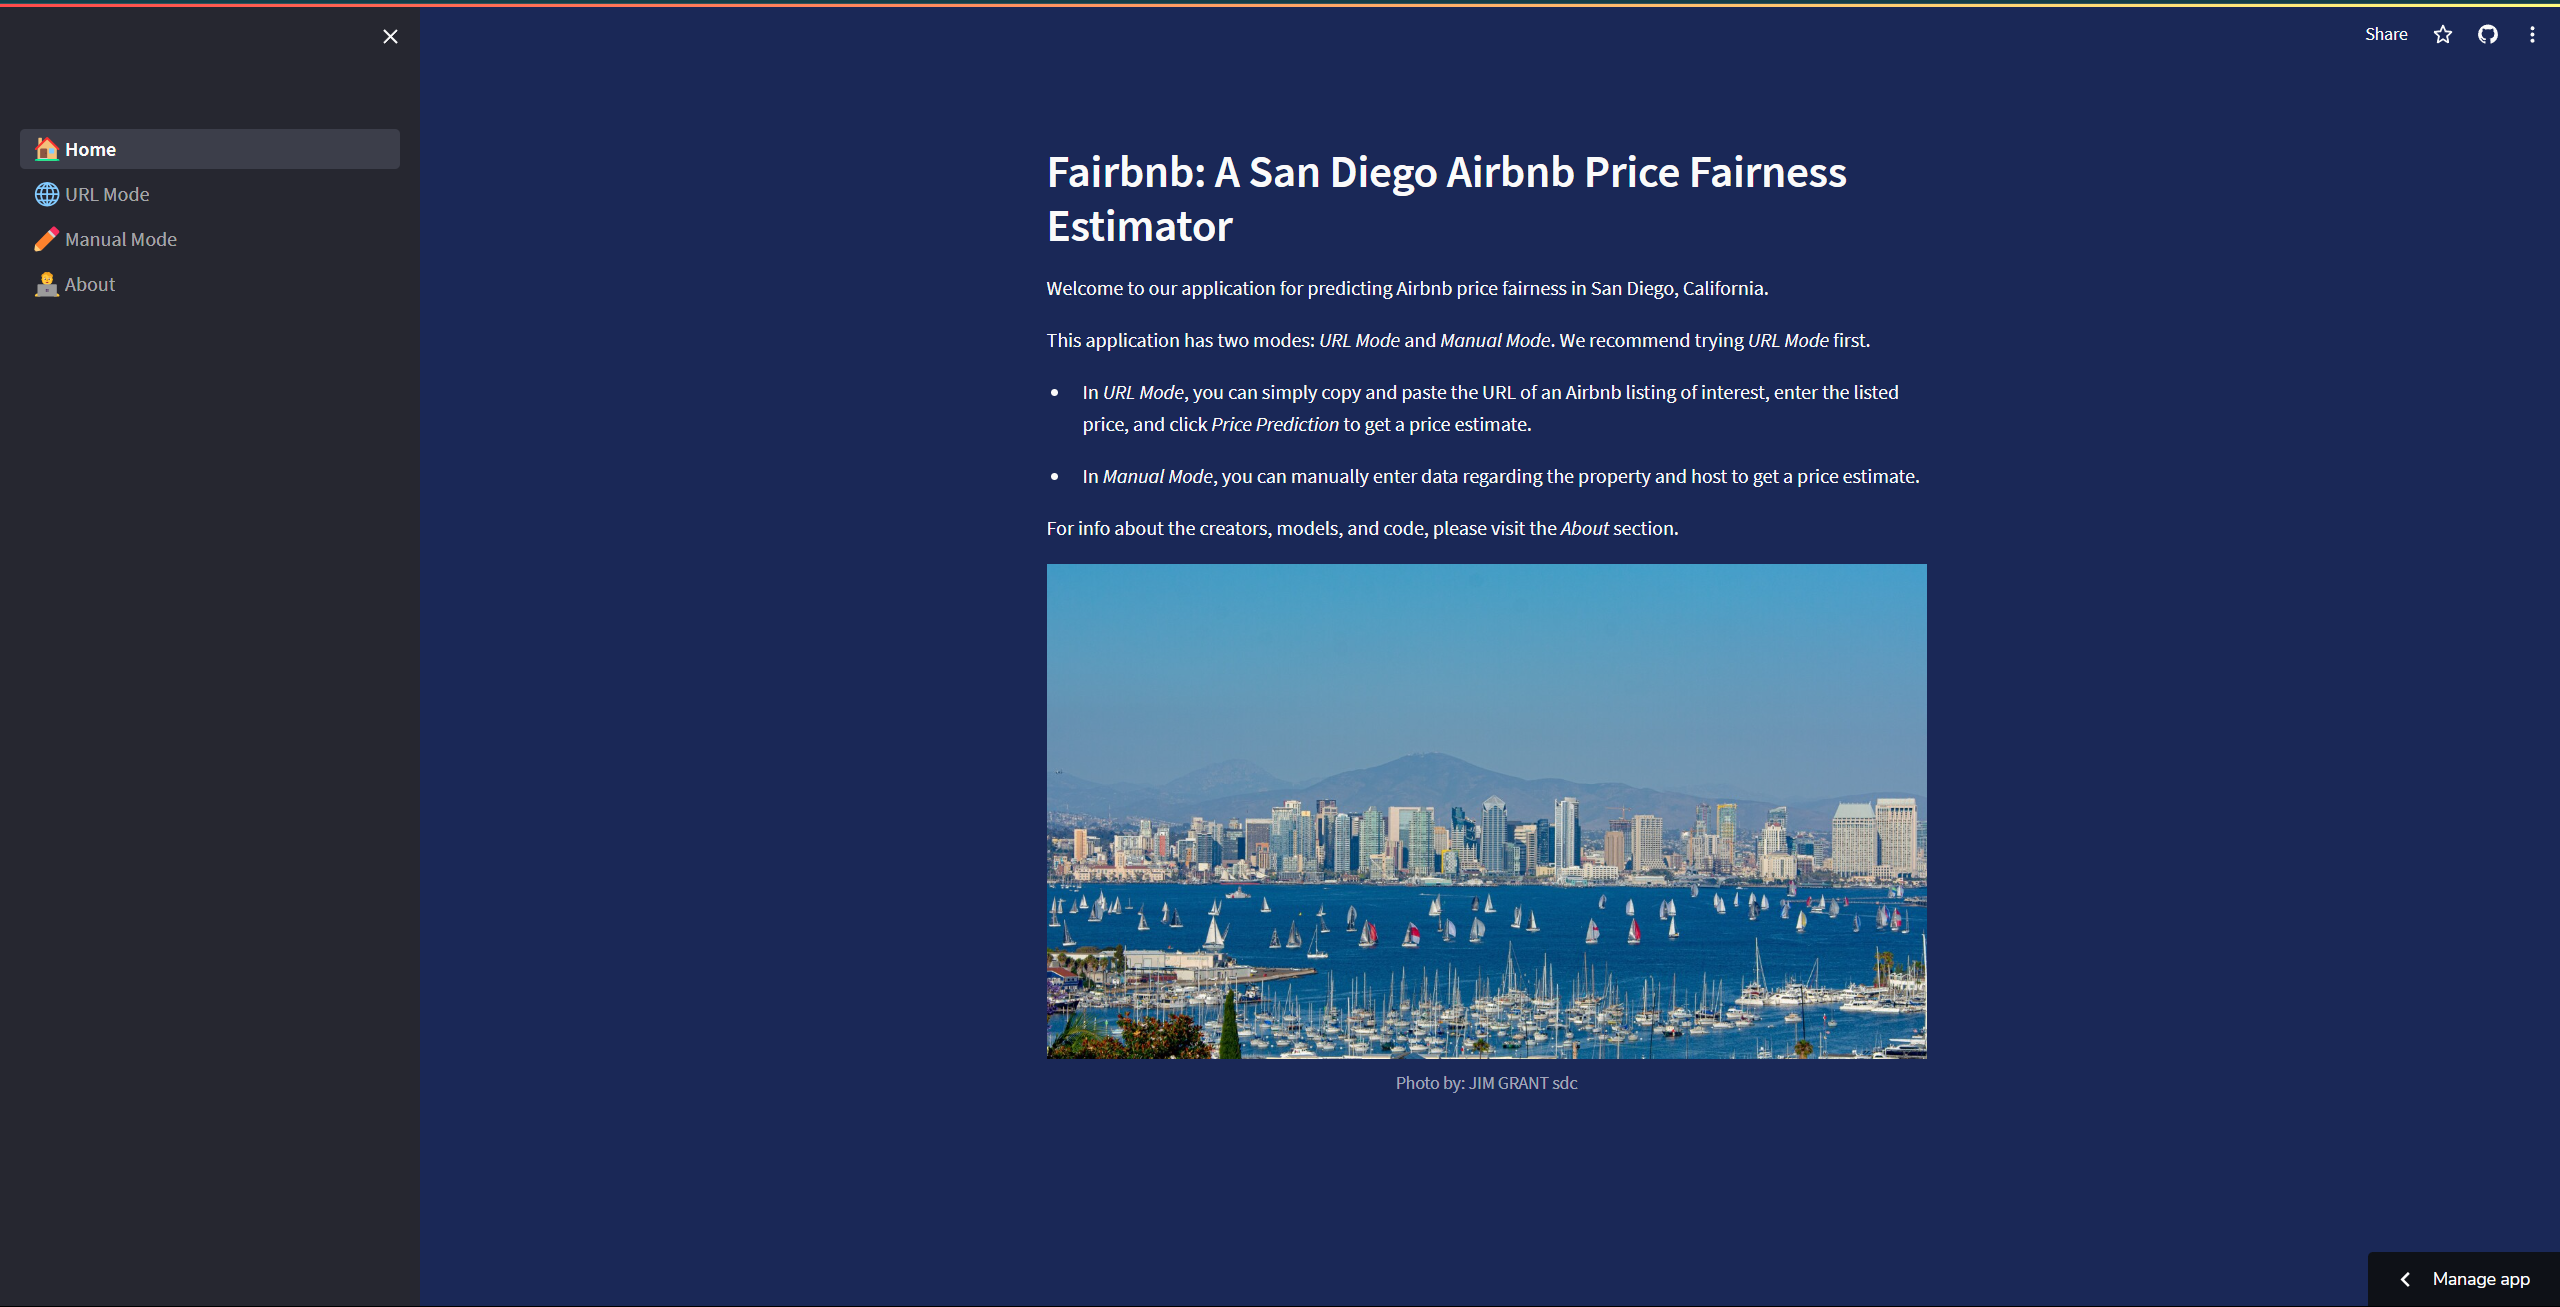 Share
Home
URL Mode
Manual Mode
About
Fairbnb: A San Diego Airbnb Price Fairness
Estimator
Welcome to our application for predicting Airbnb price fairness in San Diego, California.
This application has two modes: URL Mode and Manual Mode. We recommend trying URL Mode first.
• In URL Mode, you can simply copy and paste the URL of an Airbnb listing of interest, enter the listed
price, and click Price Prediction to get a price estimate.
• In Manual Mode, you can manually enter data regarding the property and host to get a price estimate.
For info about the creators, models, and code, please visit the About section.
Photo by: JIM GRANT sdc
Manage app